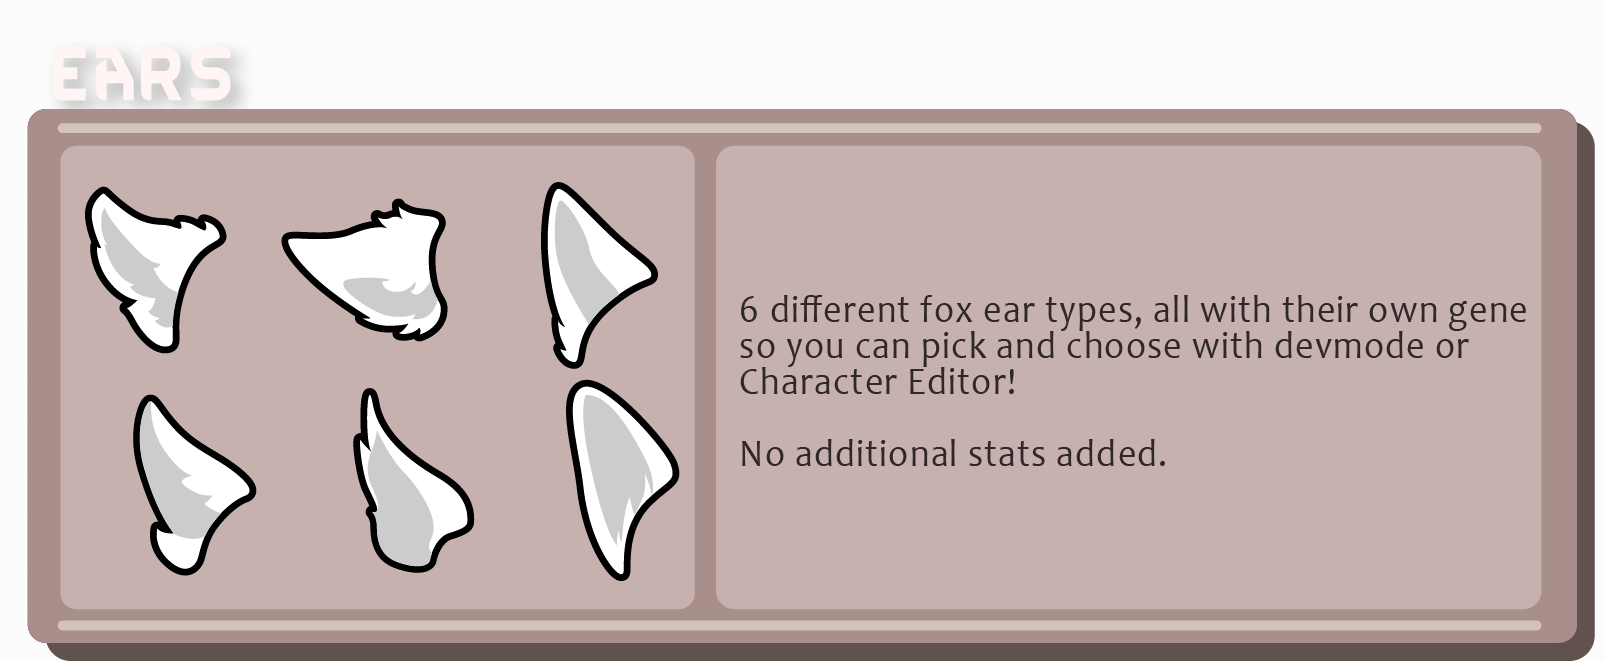 EARS
6 different fox ear types, all with their own gene
so you can pick and choose with devmode or
Character Editor!
No additional stats added.